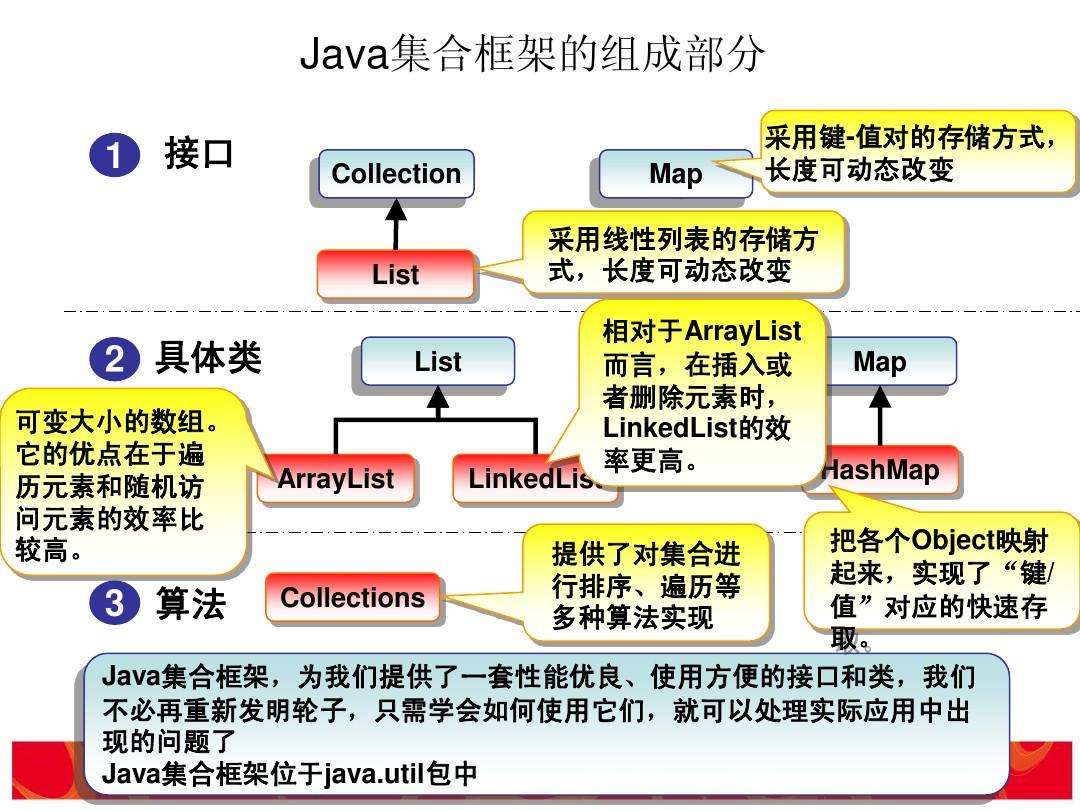 Java集合框架的组成部分
1 接口
Collection
Map
采用键-值对的存储方式，
长度可动态改变
List
采用线性列表的存储方
式，长度可动态改变
2 具体类
List
相对于ArrayList
而言，在插入或
者删除元素时，
LinkedList的效
率更高。
Map
可变大小的数组。
它的优点在于遍
历元素和随机访
问元素的效率比
较高。
ArrayList
LinkedList
HashMap
把各个Object映射
起来，实现了“键/
值”对应的快速存
取。
3 算法
Collections
提供了对集合进
行排序、遍历等
多种算法实现
Java集合框架，为我们提供了一套性能优良、使用方便的接口和类，我们
不必再重新发明轮子，只需学会如何使用它们，就可以处理实际应用中出
现的问题了
Java集合框架位于java.util包中